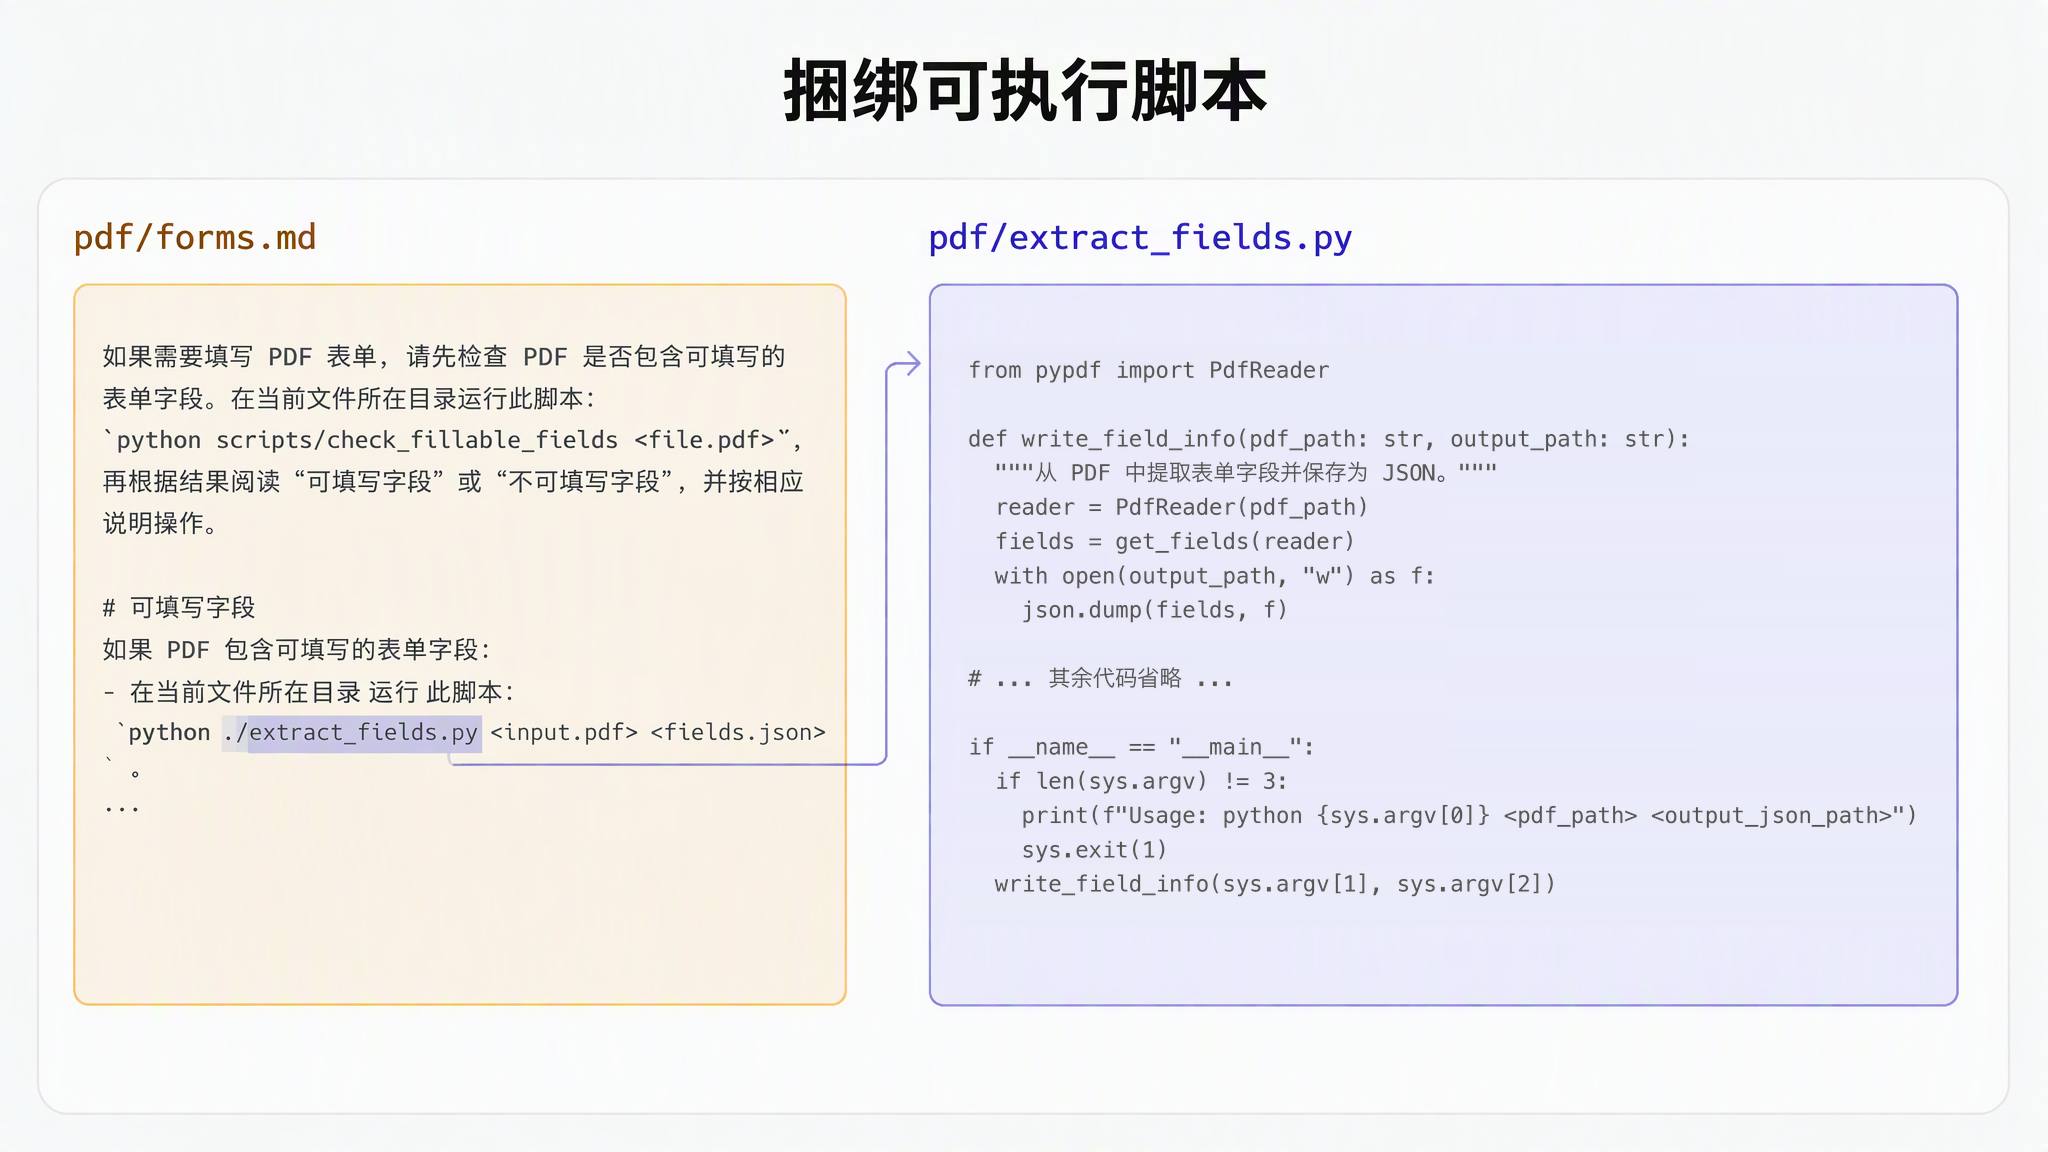 捆绑可执行脚本
pdf/forms.md
如果需要填写 PDF 表单，请先检查 PDF 是否包含可填写的
表单字段。在当前文件所在目录运行此脚本：
`python scripts/check_fillable_fields <file.pdf>`，
再根据结果阅读“可填写字段”或“不可填写字段”，并按相应
说明操作。
# 可填写字段
如果 PDF 包含可填写的表单字段：
- 在当前文件所在目录 运行 此脚本：
`python ./extract_fields.py <input.pdf> <fields.json>
` 。
...
pdf/extract_fields.py
from pypdf import PdfReader
def write_field_info(pdf_path: str, output_path: str):
  """从 PDF 中提取表单字段并保存为 JSON。"""
  reader = PdfReader(pdf_path)
  fields = get_fields(reader)
  with open(output_path, "w") as f:
    json.dump(fields, f)
# ... 其余代码省略 ...
if __name__ == "__main__":
  if len(sys.argv) != 3:
    print(f"Usage: python {sys.argv[0]} <pdf_path> <output_json_path>")
    sys.exit(1)
  write_field_info(sys.argv[1], sys.argv[2])